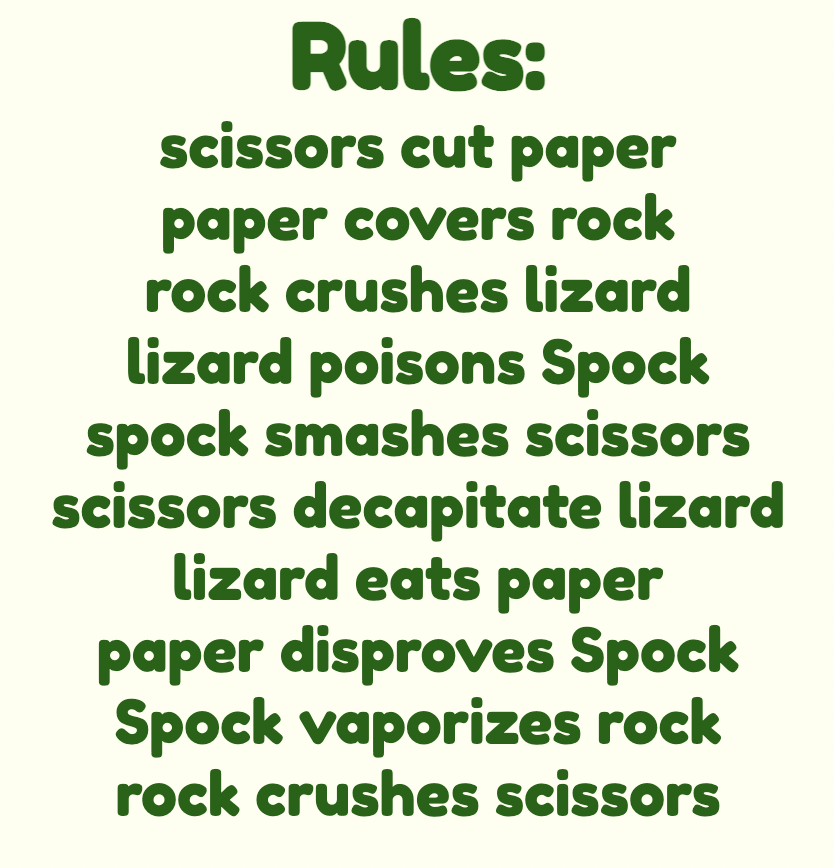 Rules:
scissors cut paper
paper covers rock
rock crushes lizard
lizard poisons Spock
spock smashes scissors
scissors decapitate lizard
lizard eats paper
paper disproves Spock
Spock vaporizes rock
rock crushes scissors